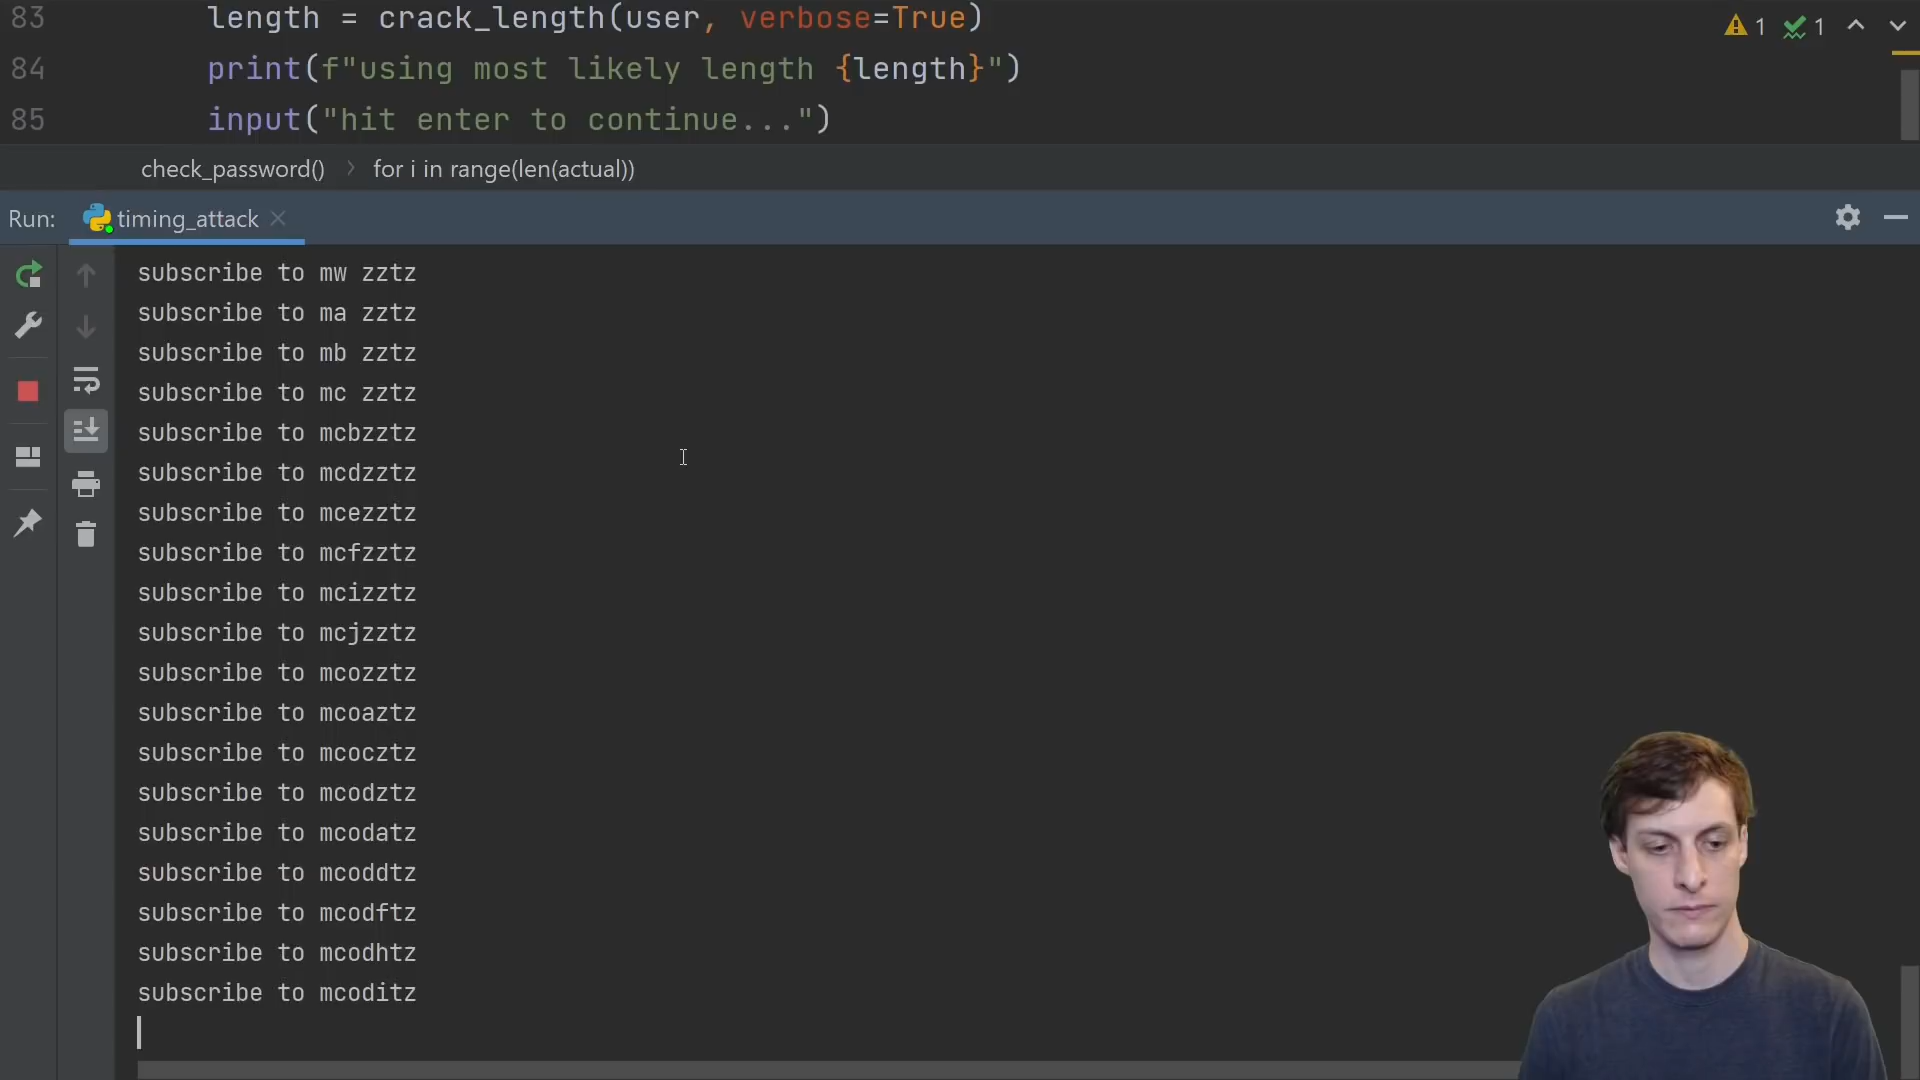 83 length = crack_length(user, verbose=True)
84 print(f"using most likely length {length}")
85 input("hit enter to continue...")
1 1
check_password() for i in range(len(actual))
Run: timing_attack
subscribe to mw zztz
subscribe to ma zztz
subscribe to mb zztz
subscribe to mc zztz
subscribe to mcbzztz
subscribe to mcdzztz
subscribe to mcezztz
subscribe to mcfzztz
subscribe to mcizztz
subscribe to mcjzztz
subscribe to mcozztz
subscribe to mcoaztz
subscribe to mcocztz
subscribe to mcodztz
subscribe to mcodatz
subscribe to mcoddtz
subscribe to mcodftz
subscribe to mcodhtz
subscribe to mcoditz